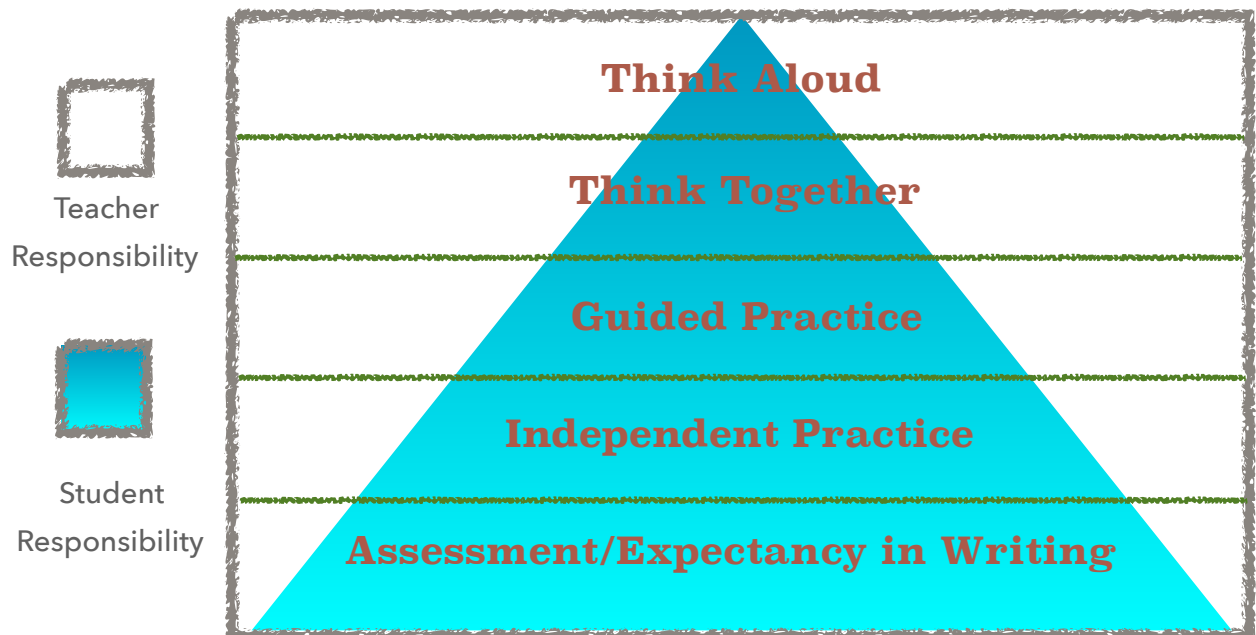 Think Aloud
Teacher
Responsibility
Think Together
Guided Practice
Independent Practice
Student
Responsibility
Assessment/Expectancy in Writing